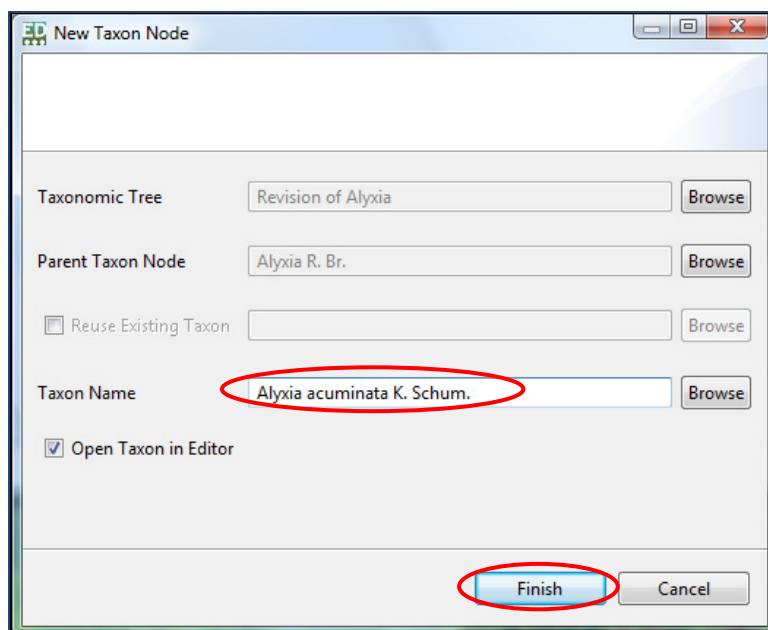 New Taxon Node
Taxonomic Tree Revision of Alyxia Browse
Parent Taxon Node Alyxia R. Br. Browse
Reuse Existing Taxon Browse
Taxon Name Alyxia acuminata K. Schum. Browse
Open Taxon in Editor
Finish Cancel